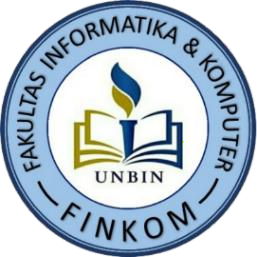 FAKULTAS INFORMATIKA & KOMPUTER
UNBIN
FINKOM